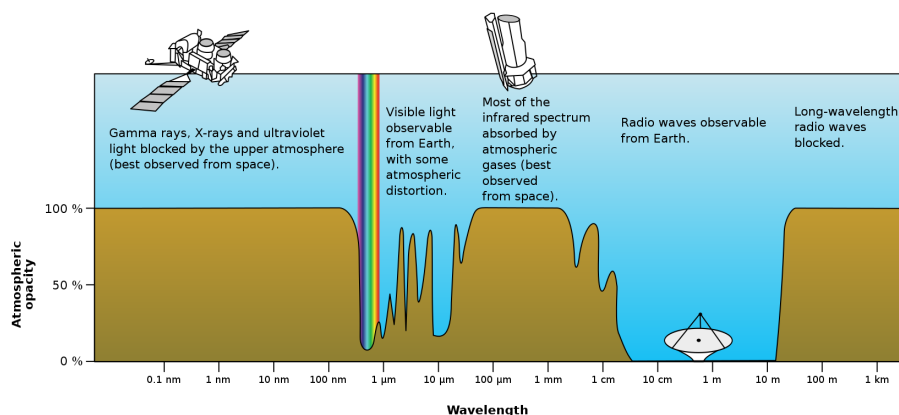 Gamma rays, X-rays and ultraviolet
light blocked by the upper atmosphere
(best observed from space).
Visible light
observable
from Earth,
with some
atmospheric
distortion.
Most of the
infrared spectrum
absorbed by
atmospheric
gases (best
observed
from space).
Radio waves observable
from Earth.
Long-wavelength
radio waves
blocked.
Atmospheric
opacity
100 %
50 %
0 %
0.1 nm
1 nm
10 nm
100 nm
1 μm
10 μm
100 μm
1 mm
1 cm
10 cm
1 m
10 m
100 m
1 km
Wavelength